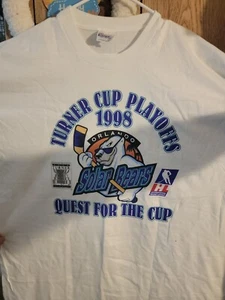 TURNER CUP PLAYOFFS
1998
ORLANDO
Solar Bears
QUEST FOR THE CUP